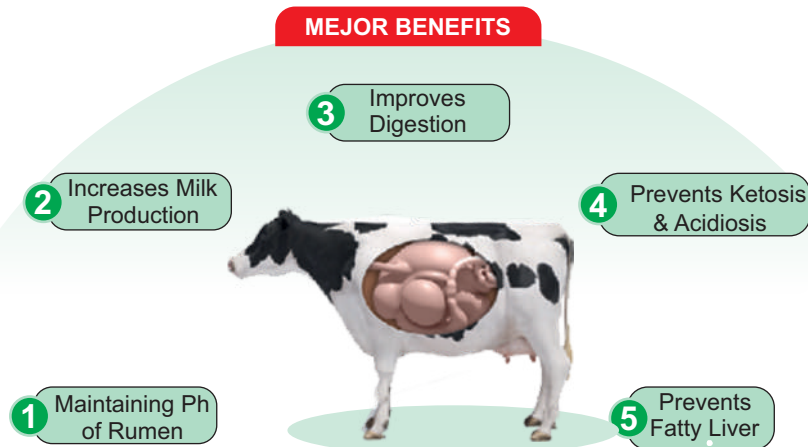 MEJOR BENEFITS
1
Maintaining Ph
of Rumen
2
Increases Milk
Production
3
Improves
Digestion
4
Prevents Ketosis
& Acidiosis
5
Prevents
Fatty Liver